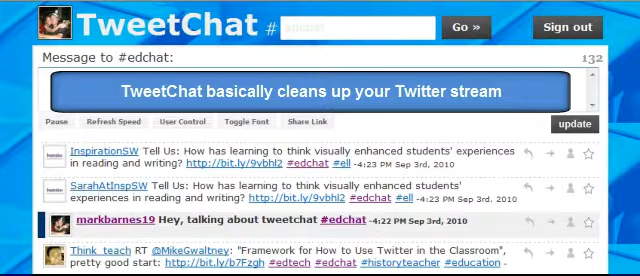 TweetChat # Go » Sign out
Message to #edchat: 132
TweetChat basically cleans up your Twitter stream
Pause Refresh Speed User Control Toggle Font Share Link update
InspirationSW Tell Us: How has learning to think visually enhanced students' experiences
in reading and writing? http://bit.ly/9vbhl2 #edchat #ell -4:23 PM Sep 3rd, 2010
SarahAtInspSW Tell Us: How has learning to think visually enhanced students'
experiences in reading and writing? http://bit.ly/9vbhl2 #edchat #ell -4:23 PM Sep 3rd, 2010
markbarnes19 Hey, talking about tweetchat #edchat -4:22 PM Sep 3rd, 2010
Think_teach RT @MikeGwaltney: "Framework for How to Use Twitter in the Classroom",
pretty good start: http://bit.ly/b7Fzgh #edtech #edchat #historyteacher #education -